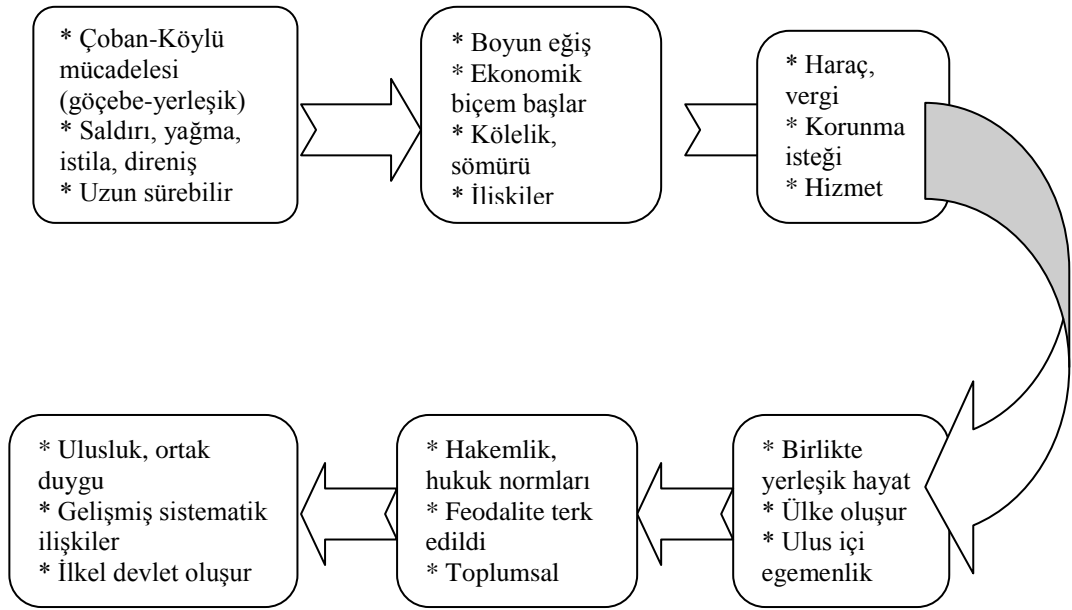 * Çoban-Köylü
mücadelesi
(göçebe-yerleşik)
* Saldırı, yağma,
istila, direniş
* Uzun sürebilir
* Boyun eğiş
* Ekonomik
biçem başlar
* Kölelik,
sömürü
* İlişkiler
* Haraç,
vergi
* Korunma
isteği
* Hizmet
* Birlikte
yerleşik hayat
* Ülke oluşur
* Ulus içi
egemenlik
* Hakemlik,
hukuk normları
* Feodalite terk
edildi
* Toplumsal
* Ulusluk, ortak
duygu
* Gelişmiş sistematik
ilişkiler
* İlkel devlet oluşur